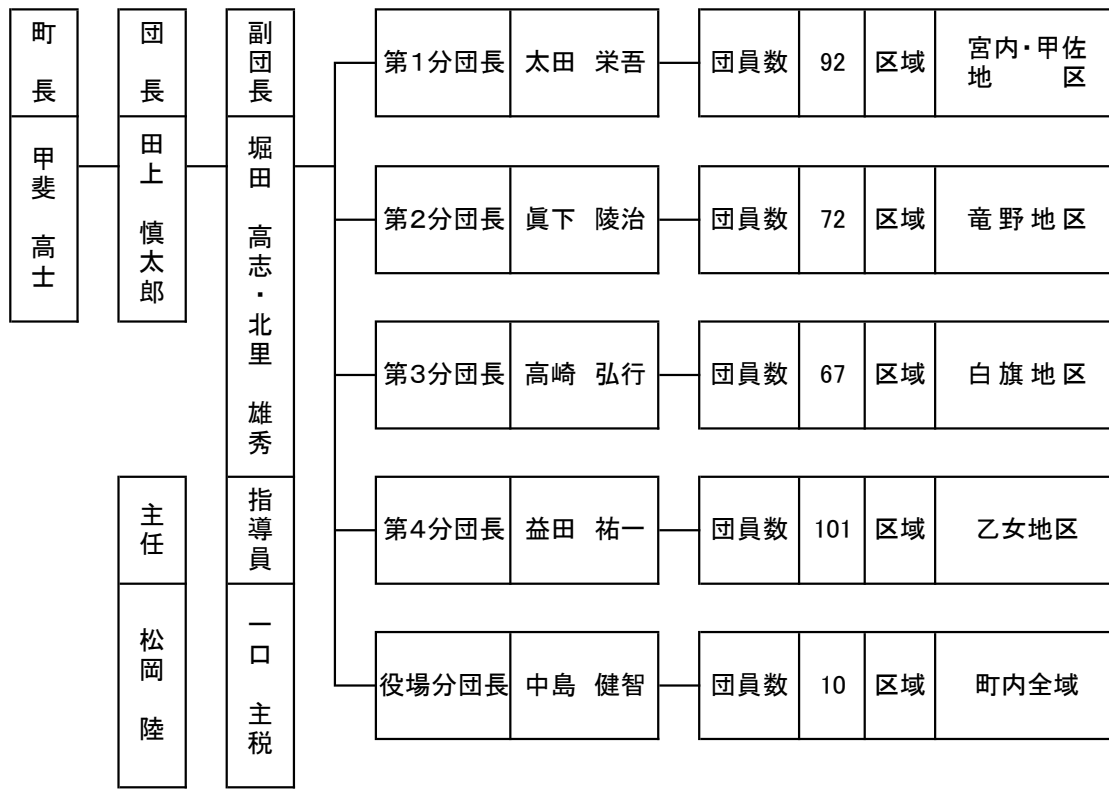 町長
甲斐 高士
団長
田上 慎太郎
副団長
堀田 高志・北里 雄秀
主任
松岡 陸
指導員
一口 主税
第1分団長 太田 栄吾 団員数 92 区域 宮内・甲佐
地 区
第2分団長 眞下 陵治 団員数 72 区域 竜野地区
第3分団長 高崎 弘行 団員数 67 区域 白旗地区
第4分団長 益田 祐一 団員数 101 区域 乙女地区
役場分団長 中島 健智 団員数 10 区域 町内全域